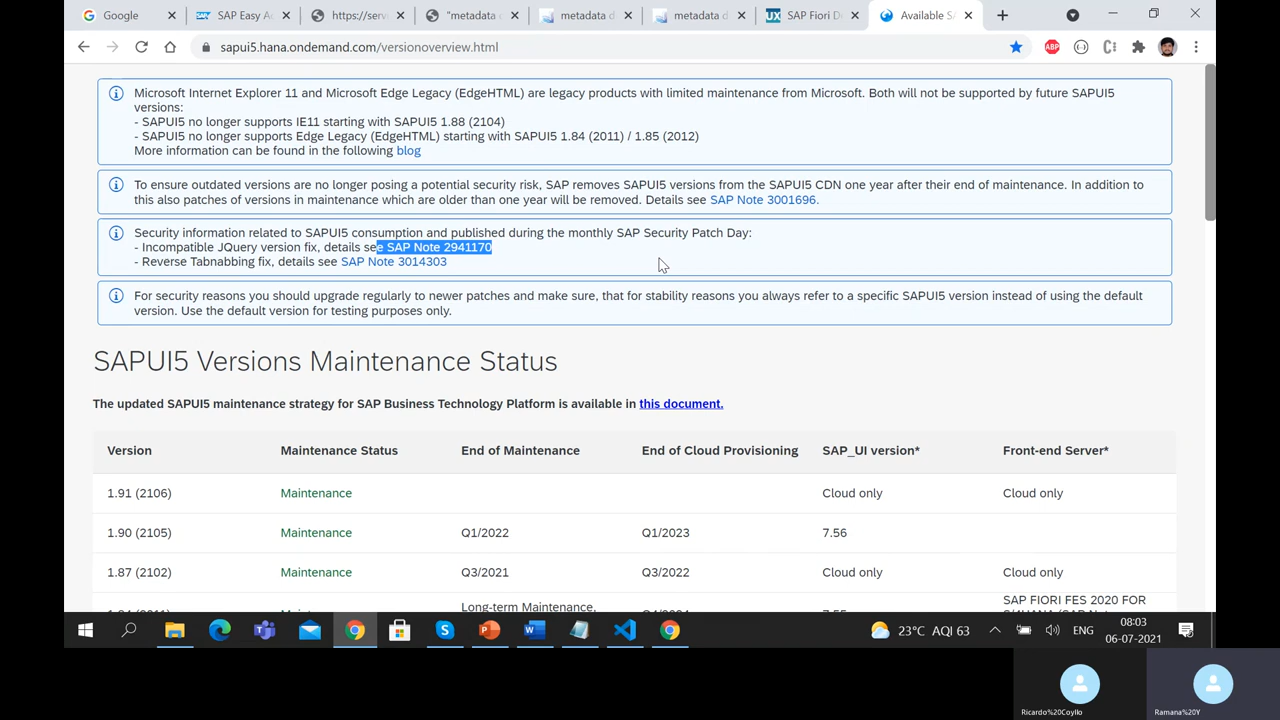 Google
SAP Easy Ac
https://serv
"metadata o
metadata d
metadata d
UX SAP Fiori De
Available SA
sapui5.hana.ondemand.com/versionoverview.html
ABP
Microsoft Internet Explorer 11 and Microsoft Edge Legacy (EdgeHTML) are legacy products with limited maintenance from Microsoft. Both will not be supported by future SAPUI5
versions:
- SAPUI5 no longer supports IE11 starting with SAPUI5 1.88 (2104)
- SAPUI5 no longer supports Edge Legacy (EdgeHTML) starting with SAPUI5 1.84 (2011) / 1.85 (2012)
More information can be found in the following blog
To ensure outdated versions are no longer posing a potential security risk, SAP removes SAPUI5 versions from the SAPUI5 CDN one year after their end of maintenance. In addition to
this also patches of versions in maintenance which are older than one year will be removed. Details see SAP Note 3001696.
Security information related to SAPUI5 consumption and published during the monthly SAP Security Patch Day:
- Incompatible JQuery version fix, details see SAP Note 2941170
- Reverse Tabnabbing fix, details see SAP Note 3014303
For security reasons you should upgrade regularly to newer patches and make sure, that for stability reasons you always refer to a specific SAPUI5 version instead of using the default
version. Use the default version for testing purposes only.
SAPUI5 Versions Maintenance Status
The updated SAPUI5 maintenance strategy for SAP Business Technology Platform is available in this document.
Version Maintenance Status End of Maintenance End of Cloud Provisioning SAP_UI version* Front-end Server*
1.91 (2106) Maintenance Cloud only Cloud only
1.90 (2105) Maintenance Q1/2022 Q1/2023 7.56
1.87 (2102) Maintenance Q3/2021 Q3/2022 Cloud only Cloud only
SAP FIORI FES 2020 FOR
Long-term Maintenance,
23°C AQI 63
ENG
08:03
06-07-2021
Ricardo%20Coyllo
Ramana%20Y